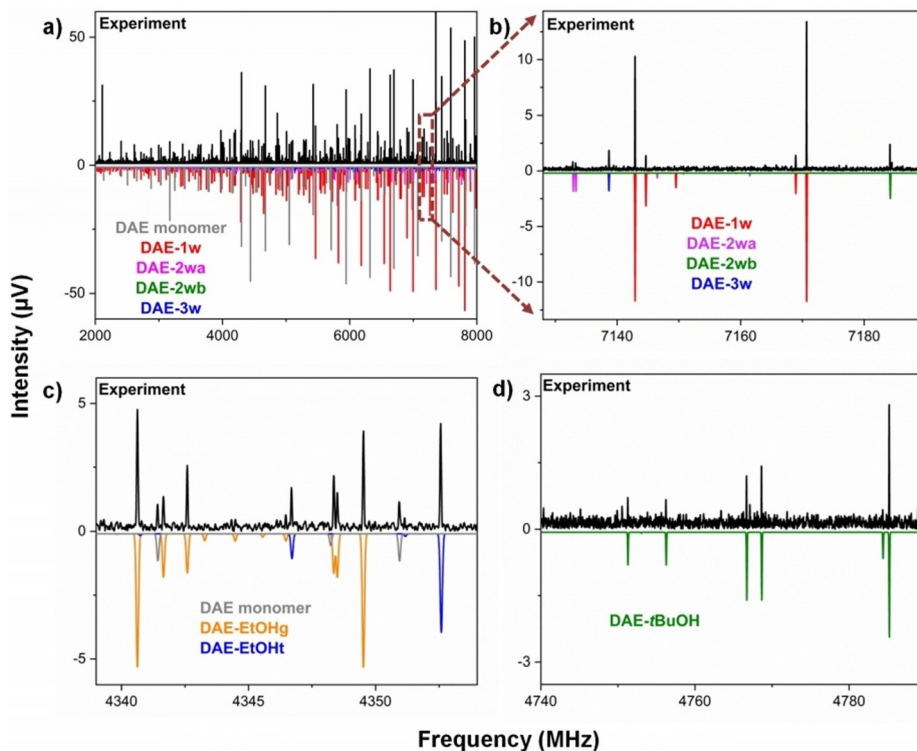 a)
Experiment
50
0
-50
DAE monomer
DAE-1w
DAE-2wa
DAE-2wb
DAE-3w
2000
4000
6000
8000
b)
Experiment
10
5
0
-5
-10
DAE-1w
DAE-2wa
DAE-2wb
DAE-3w
7140
7160
7180
Intensity (µV)
c)
Experiment
5
0
-5
DAE monomer
DAE-EtOHg
DAE-EtOHt
4340
4345
4350
d)
Experiment
3
0
-3
DAE-tBuOH
4740
4760
4780
Frequency (MHz)